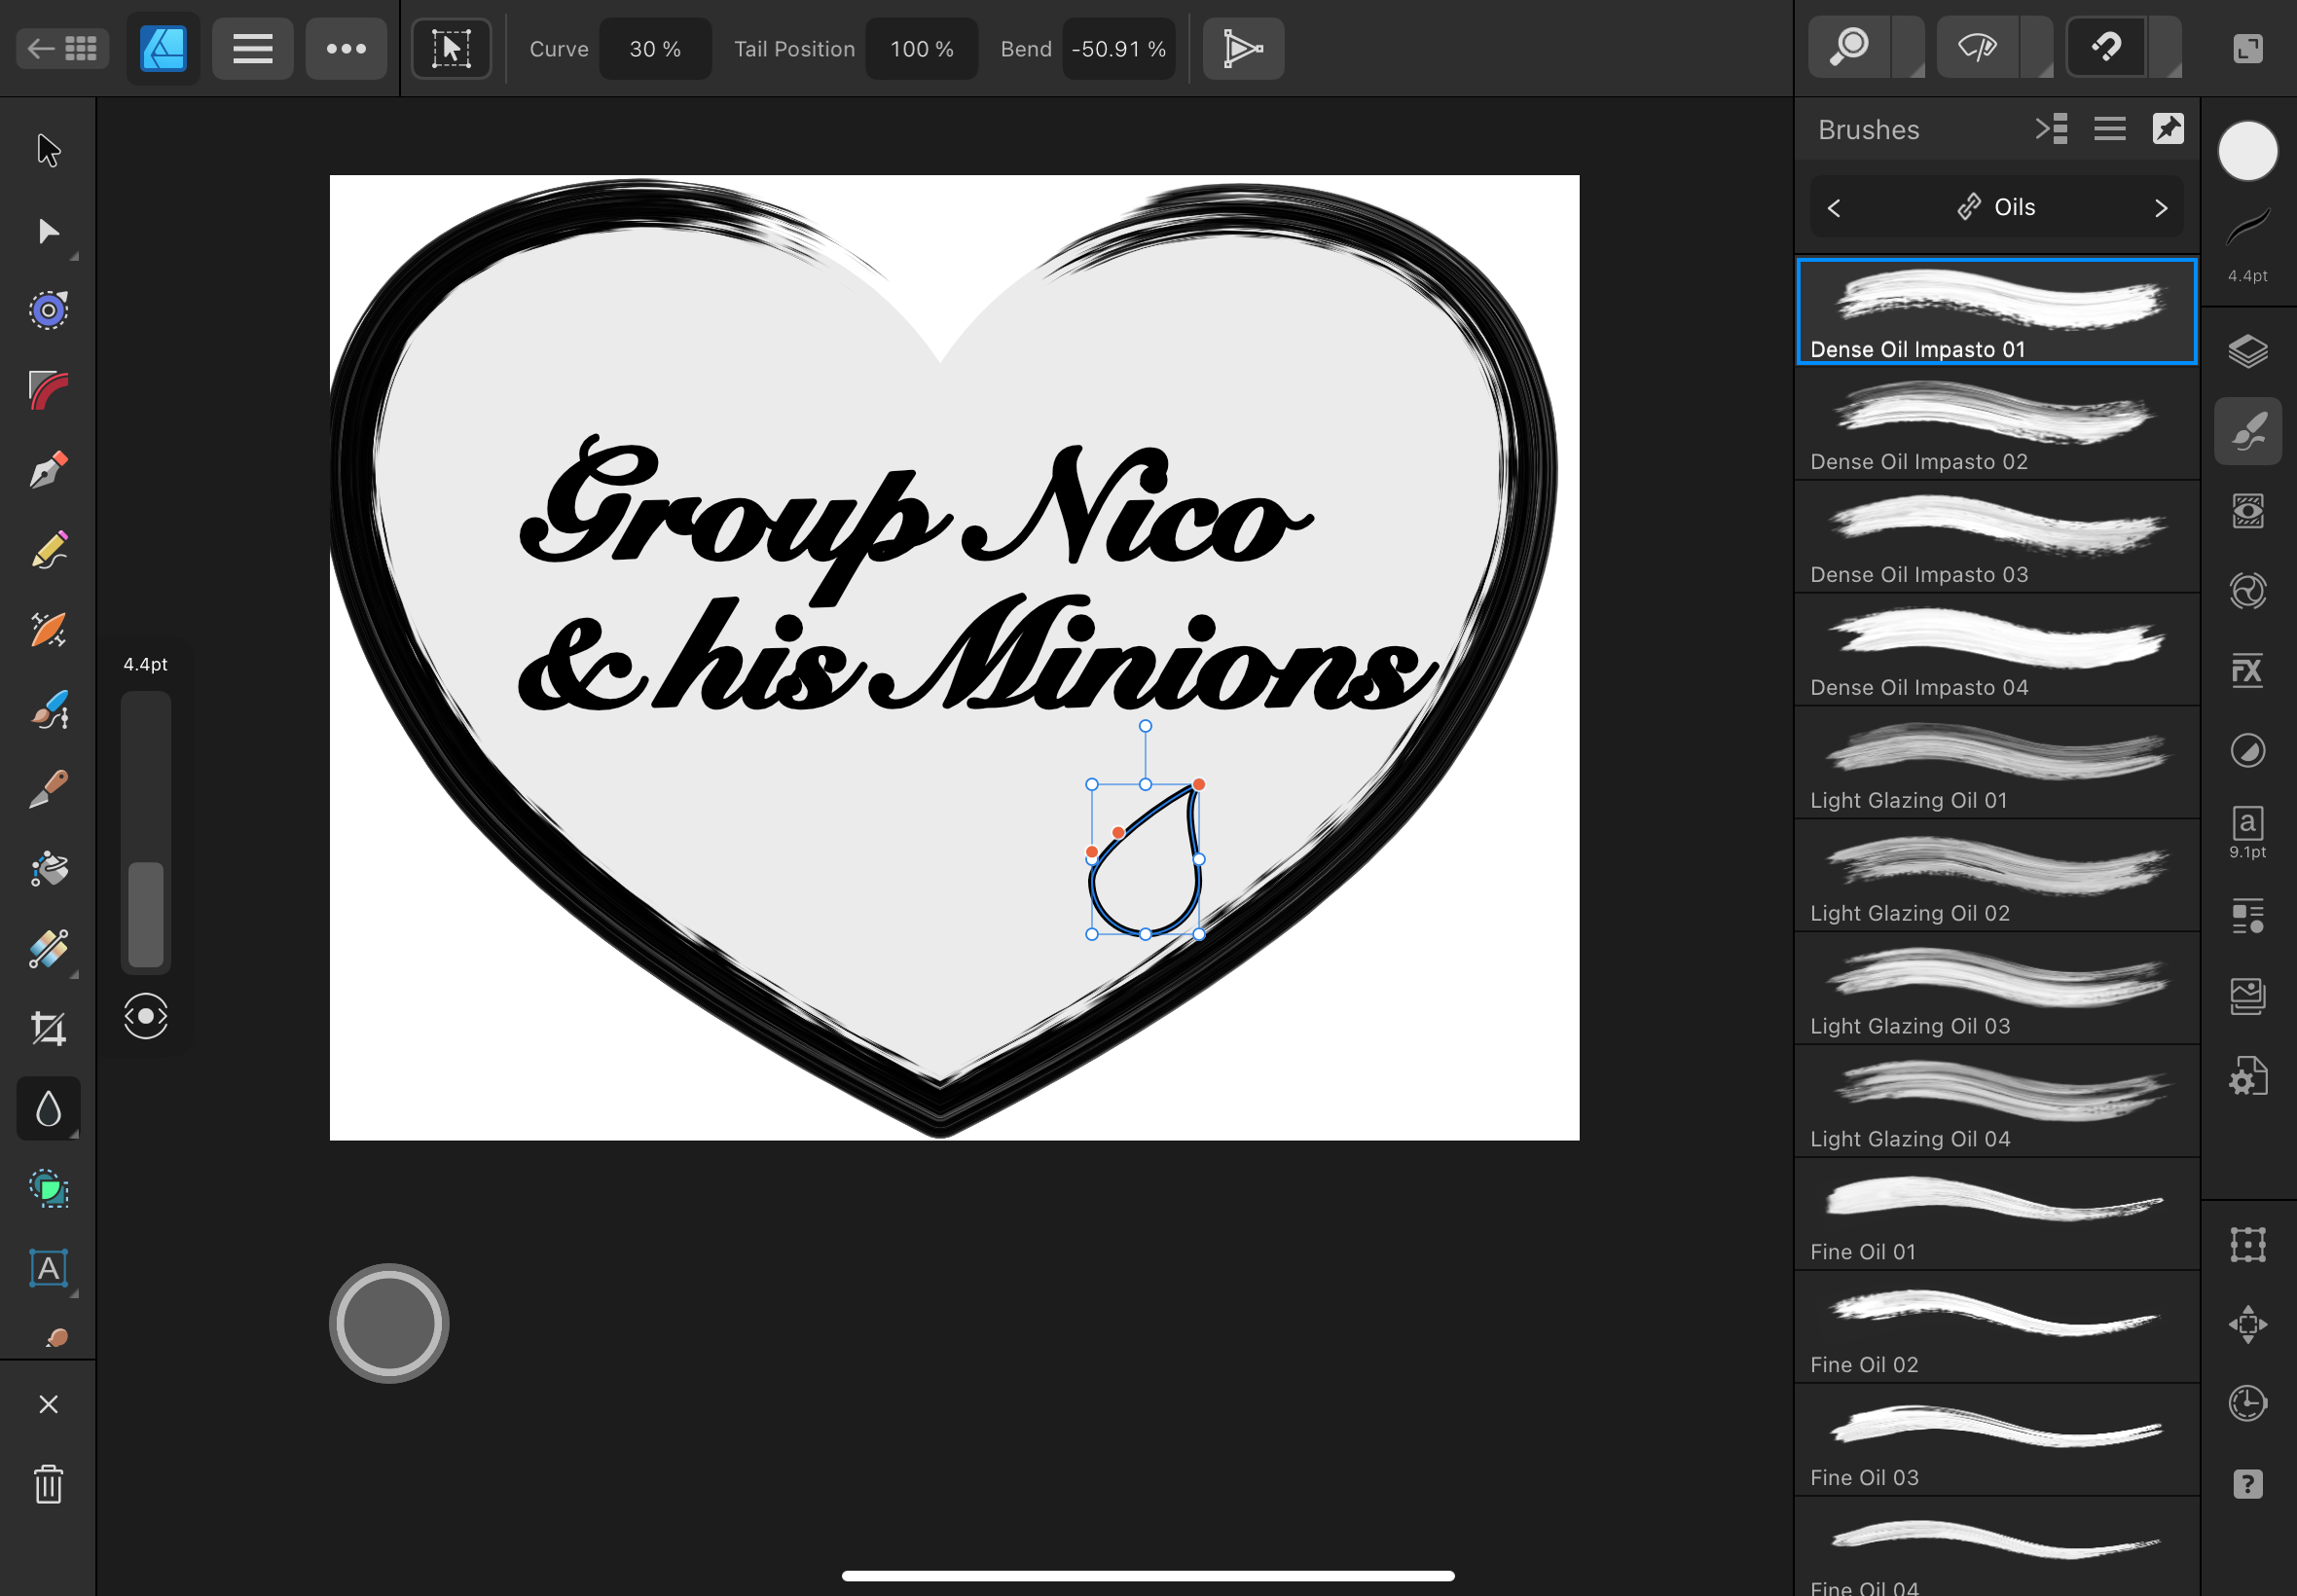 Curve 30 % Tail Position 100 % Bend -50.91 %
Brushes
Oils
4.4pt
Dense Oil Impasto 01
Dense Oil Impasto 02
Dense Oil Impasto 03
Dense Oil Impasto 04
Light Glazing Oil 01
Light Glazing Oil 02
Light Glazing Oil 03
Light Glazing Oil 04
Fine Oil 01
Fine Oil 02
Fine Oil 03
Fine Oil 04
FX
a
9.1pt
?
4.4pt
A
Group Nico
& his Minions